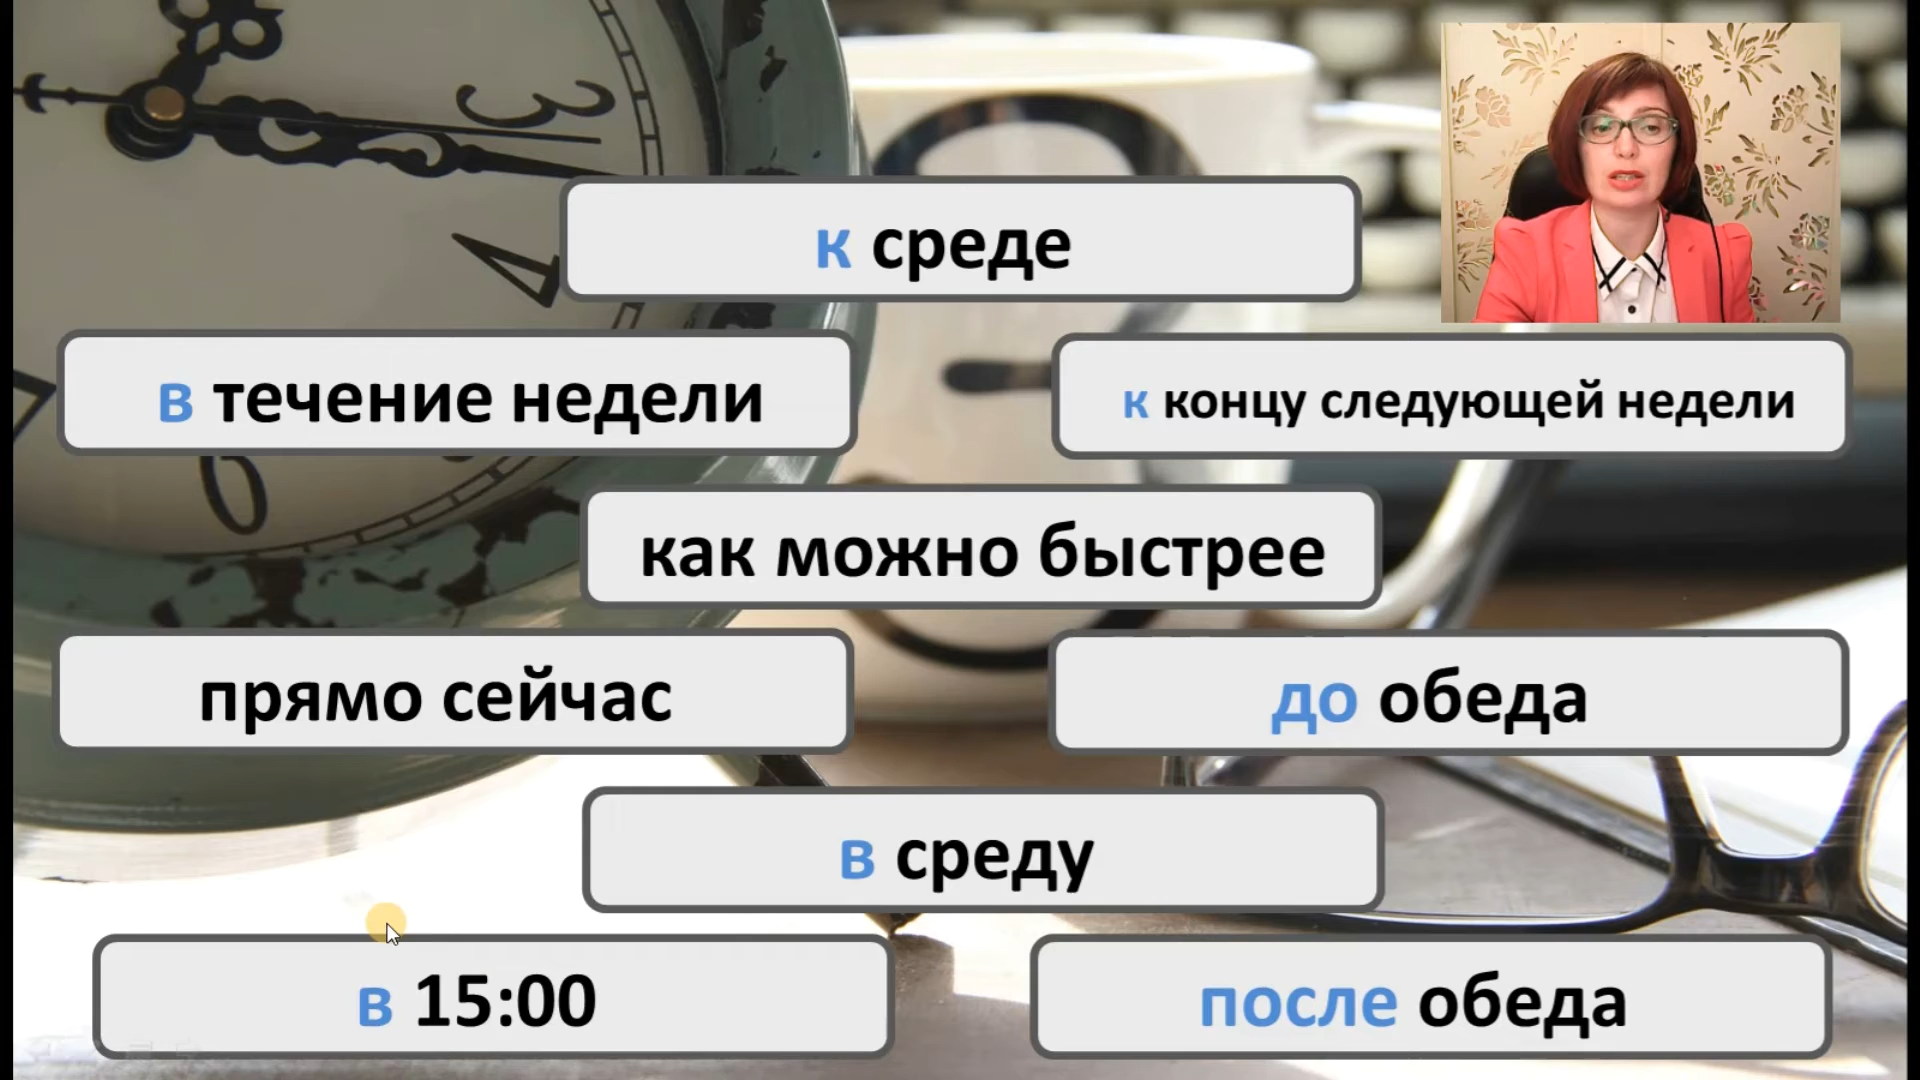 к среде
в течение недели
к концу следующей недели
как можно быстрее
прямо сейчас
до обеда
в среду
в 15:00
после обеда